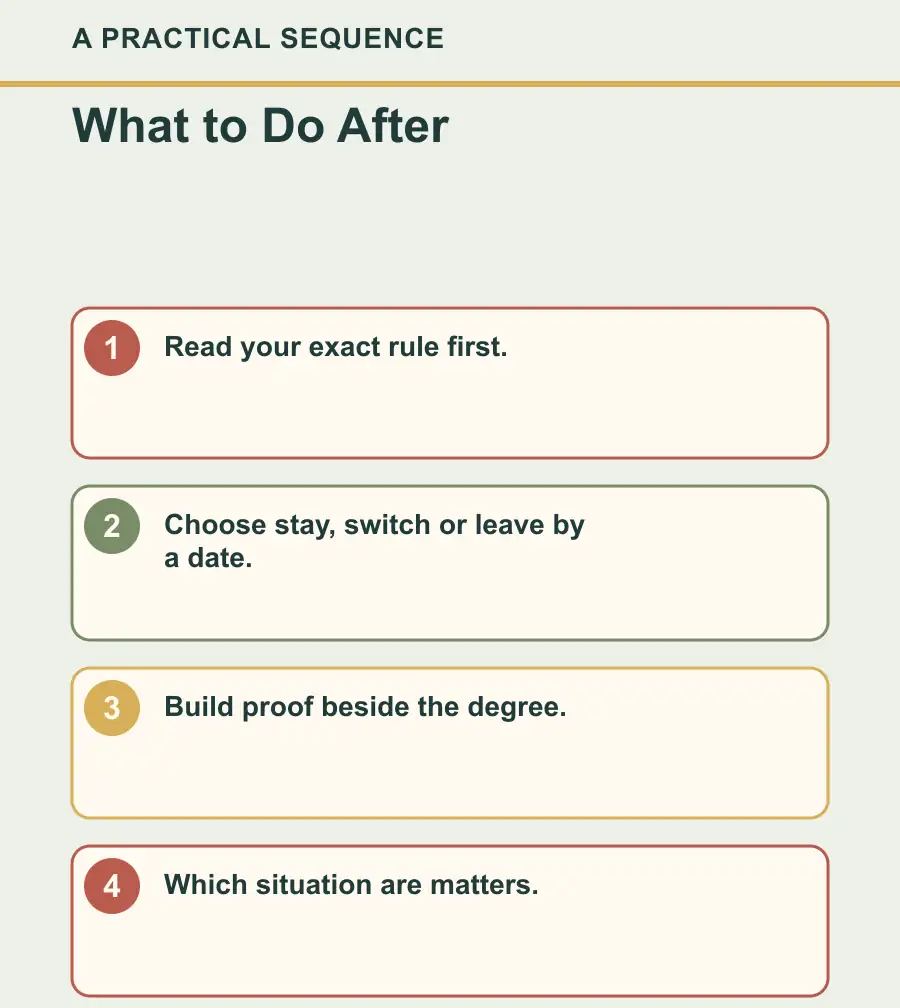 A PRACTICAL SEQUENCE
What to Do After
1 Read your exact rule first.
2 Choose stay, switch or leave by
a date.
3 Build proof beside the degree.
4 Which situation are matters.